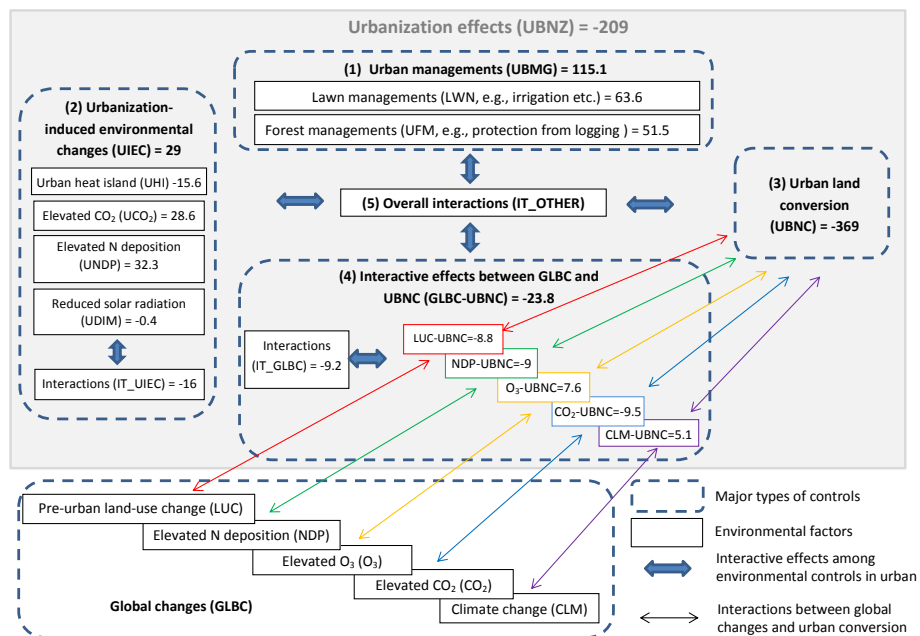 Urbanization effects (UBNZ) = -209
(1) Urban managements (UBMG) = 115.1
Lawn managements (LWN, e.g., irrigation etc.) = 63.6
Forest managements (UFM, e.g., protection from logging ) = 51.5
(2) Urbanization-
induced environmental
changes (UIEC) = 29
Urban heat island (UHI) -15.6
Elevated CO₂ (UCO₂) = 28.6
Elevated N deposition
(UNDP) = 32.3
Reduced solar radiation
(UDIM) = -0.4
Interactions (IT_UIEC) = -16
(5) Overall interactions (IT_OTHER)
(3) Urban land
conversion
(UBNC) = -369
(4) Interactive effects between GLBC and
UBNC (GLBC-UBNC) = -23.8
Interactions
(IT_GLBC) = -9.2
LUC-UBNC=-8.8
NDP-UBNC=-9
O₃-UBNC=7.6
CO₂-UBNC=-9.5
CLM-UBNC=5.1
Pre-urban land-use change (LUC)
Elevated N deposition (NDP)
Elevated O₃ (O₃)
Elevated CO₂ (CO₂)
Climate change (CLM)
Global changes (GLBC)
Major types of controls
Environmental factors
Interactive effects among
environmental controls in urban
Interactions between global
changes and urban conversion